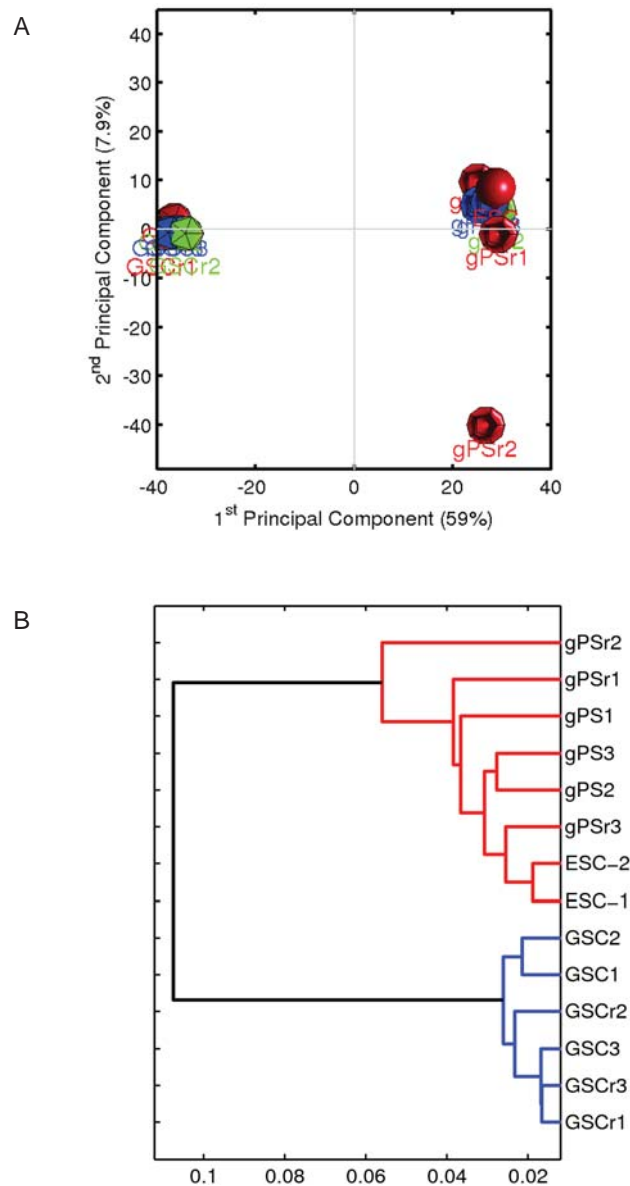 A
40
30
20
10
0
-10
-20
-30
-40
2nd Principal Component (7.9%)
GSCr1
gPSr1
gPSr2
-40
-20
0
20
40
1st Principal Component (59%)
B
gPSr2
gPSr1
gPS1
gPS3
gPS2
gPSr3
ESC-2
ESC-1
GSC2
GSC1
GSCr2
GSC3
GSCr3
GSCr1
0.1
0.08
0.06
0.04
0.02